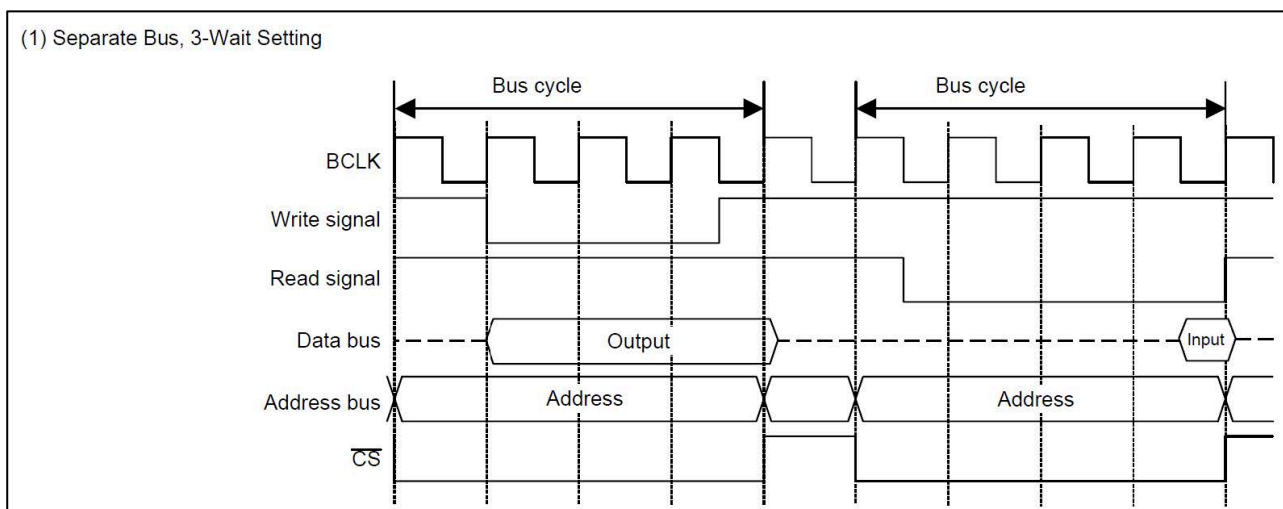 (1) Separate Bus, 3-Wait Setting
Bus cycle
Bus cycle
BCLK
Write signal
Read signal
Data bus
Output
Input
Address bus
Address
Address
CS